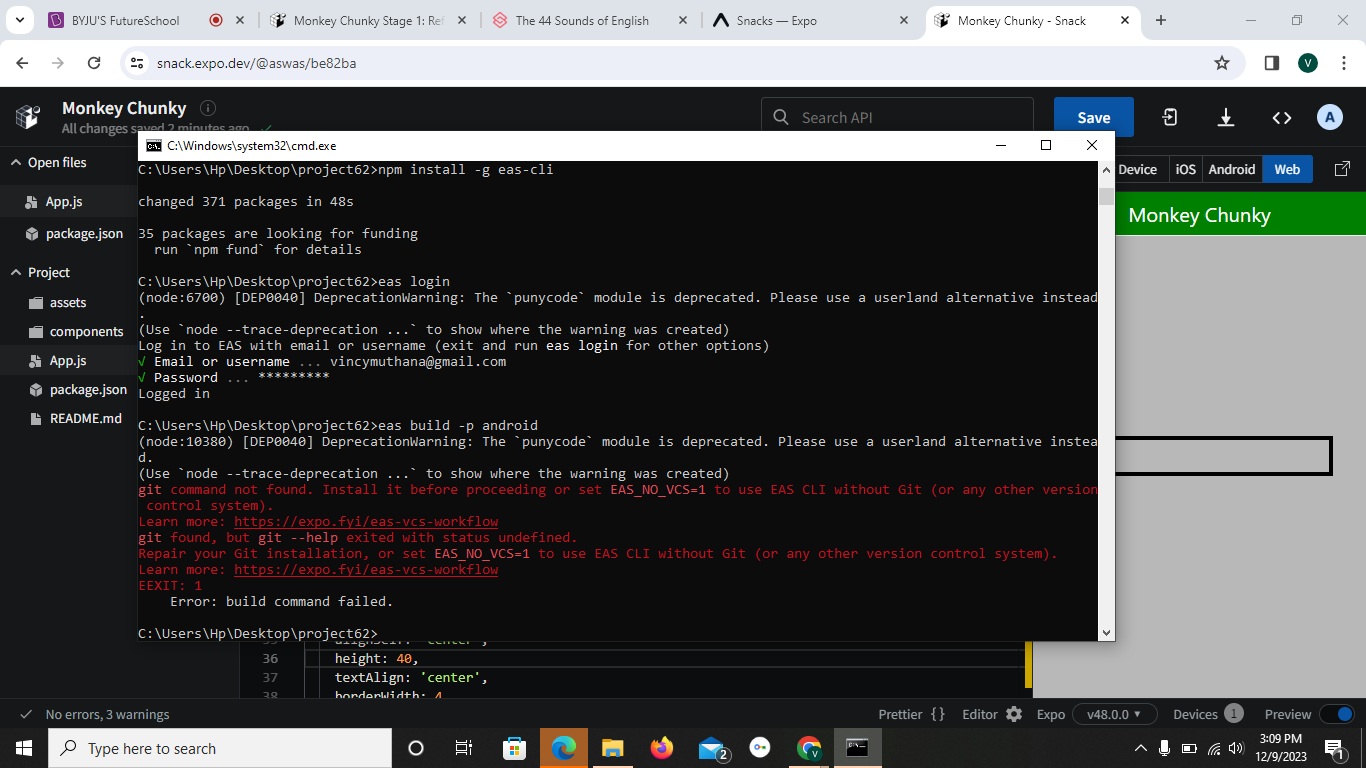 BYJU'S FutureSchool
Monkey Chunky Stage 1: Ref
The 44 Sounds of English
Snacks — Expo
Monkey Chunky - Snack
snack.expo.dev/@aswas/be82ba
V
Monkey Chunky
All changes saved 2 minutes ago
Search API
Save
A
C:\Windows\system32\cmd.exe
Open files
App.js
package.json
Project
assets
components
App.js
package.json
README.md
Device
iOS
Android
Web
Monkey Chunky
C:\Users\Hp\Desktop\project62>npm install -g eas-cli
changed 371 packages in 48s
35 packages are looking for funding
run `npm fund` for details
C:\Users\Hp\Desktop\project62>eas login
(node:6700) [DEP0040] DeprecationWarning: The `punycode` module is deprecated. Please use a userland alternative instead
.
(Use `node --trace-deprecation ...` to show where the warning was created)
Log in to EAS with email or username (exit and run eas login for other options)
√ Email or username ... vincymuthana@gmail.com
√ Password ... *********
Logged in
C:\Users\Hp\Desktop\project62>eas build -p android
(node:10380) [DEP0040] DeprecationWarning: The `punycode` module is deprecated. Please use a userland alternative instea
d.
(Use `node --trace-deprecation ...` to show where the warning was created)
git command not found. Install it before proceeding or set EAS_NO_VCS=1 to use EAS CLI without Git (or any other version
control system).
Learn more: https://expo.fyi/eas-vcs-workflow
git found, but git --help exited with status undefined.
Repair your Git installation, or set EAS_NO_VCS=1 to use EAS CLI without Git (or any other version control system).
Learn more: https://expo.fyi/eas-vcs-workflow
EEXIT: 1
Error: build command failed.
C:\Users\Hp\Desktop\project62>
35 alignSelf: 'center',
36 height: 40,
37 textAlign: 'center',
38 borderWidth: 4
No errors, 3 warnings
Prettier {}
Editor
Expo
v48.0.0
Devices 1
Preview
Type here to search
2
V
3:09 PM
12/9/2023
1